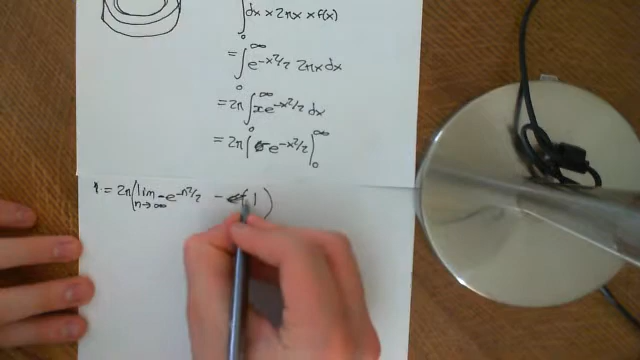 ∫₀ dx × 2πx × f(x)
= ∫₀^∞ e^(-x²/2) 2πx dx
= 2π ∫₀^∞ xe^(-x²/2) dx
= 2π [ e^(-x²/2) |₀^∞
= 2π ( lim n→∞ -e^(-n²/2) - 1 )